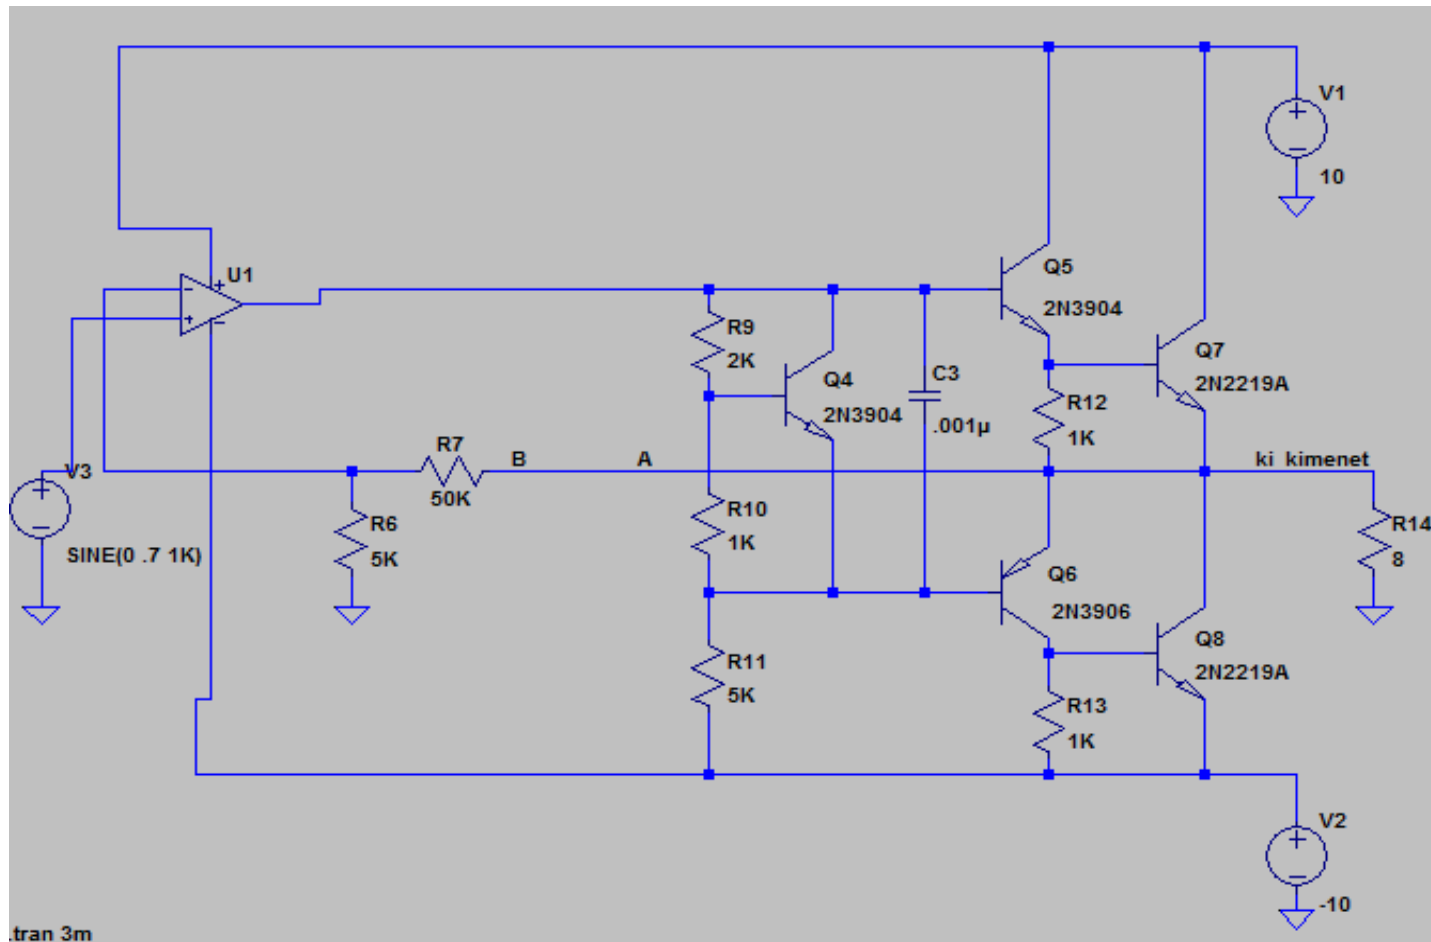 V1
10
U1
+
-
-
+
Q5
2N3904
R9
2K
Q4
2N3904
C3
.001µ
Q7
2N2219A
R12
1K
R7
50K
B
A
ki kimenet
V3
SINE(0 .7 1K)
R6
5K
R10
1K
Q6
2N3906
R14
8
R11
5K
Q8
2N2219A
R13
1K
V2
-10
.tran 3m